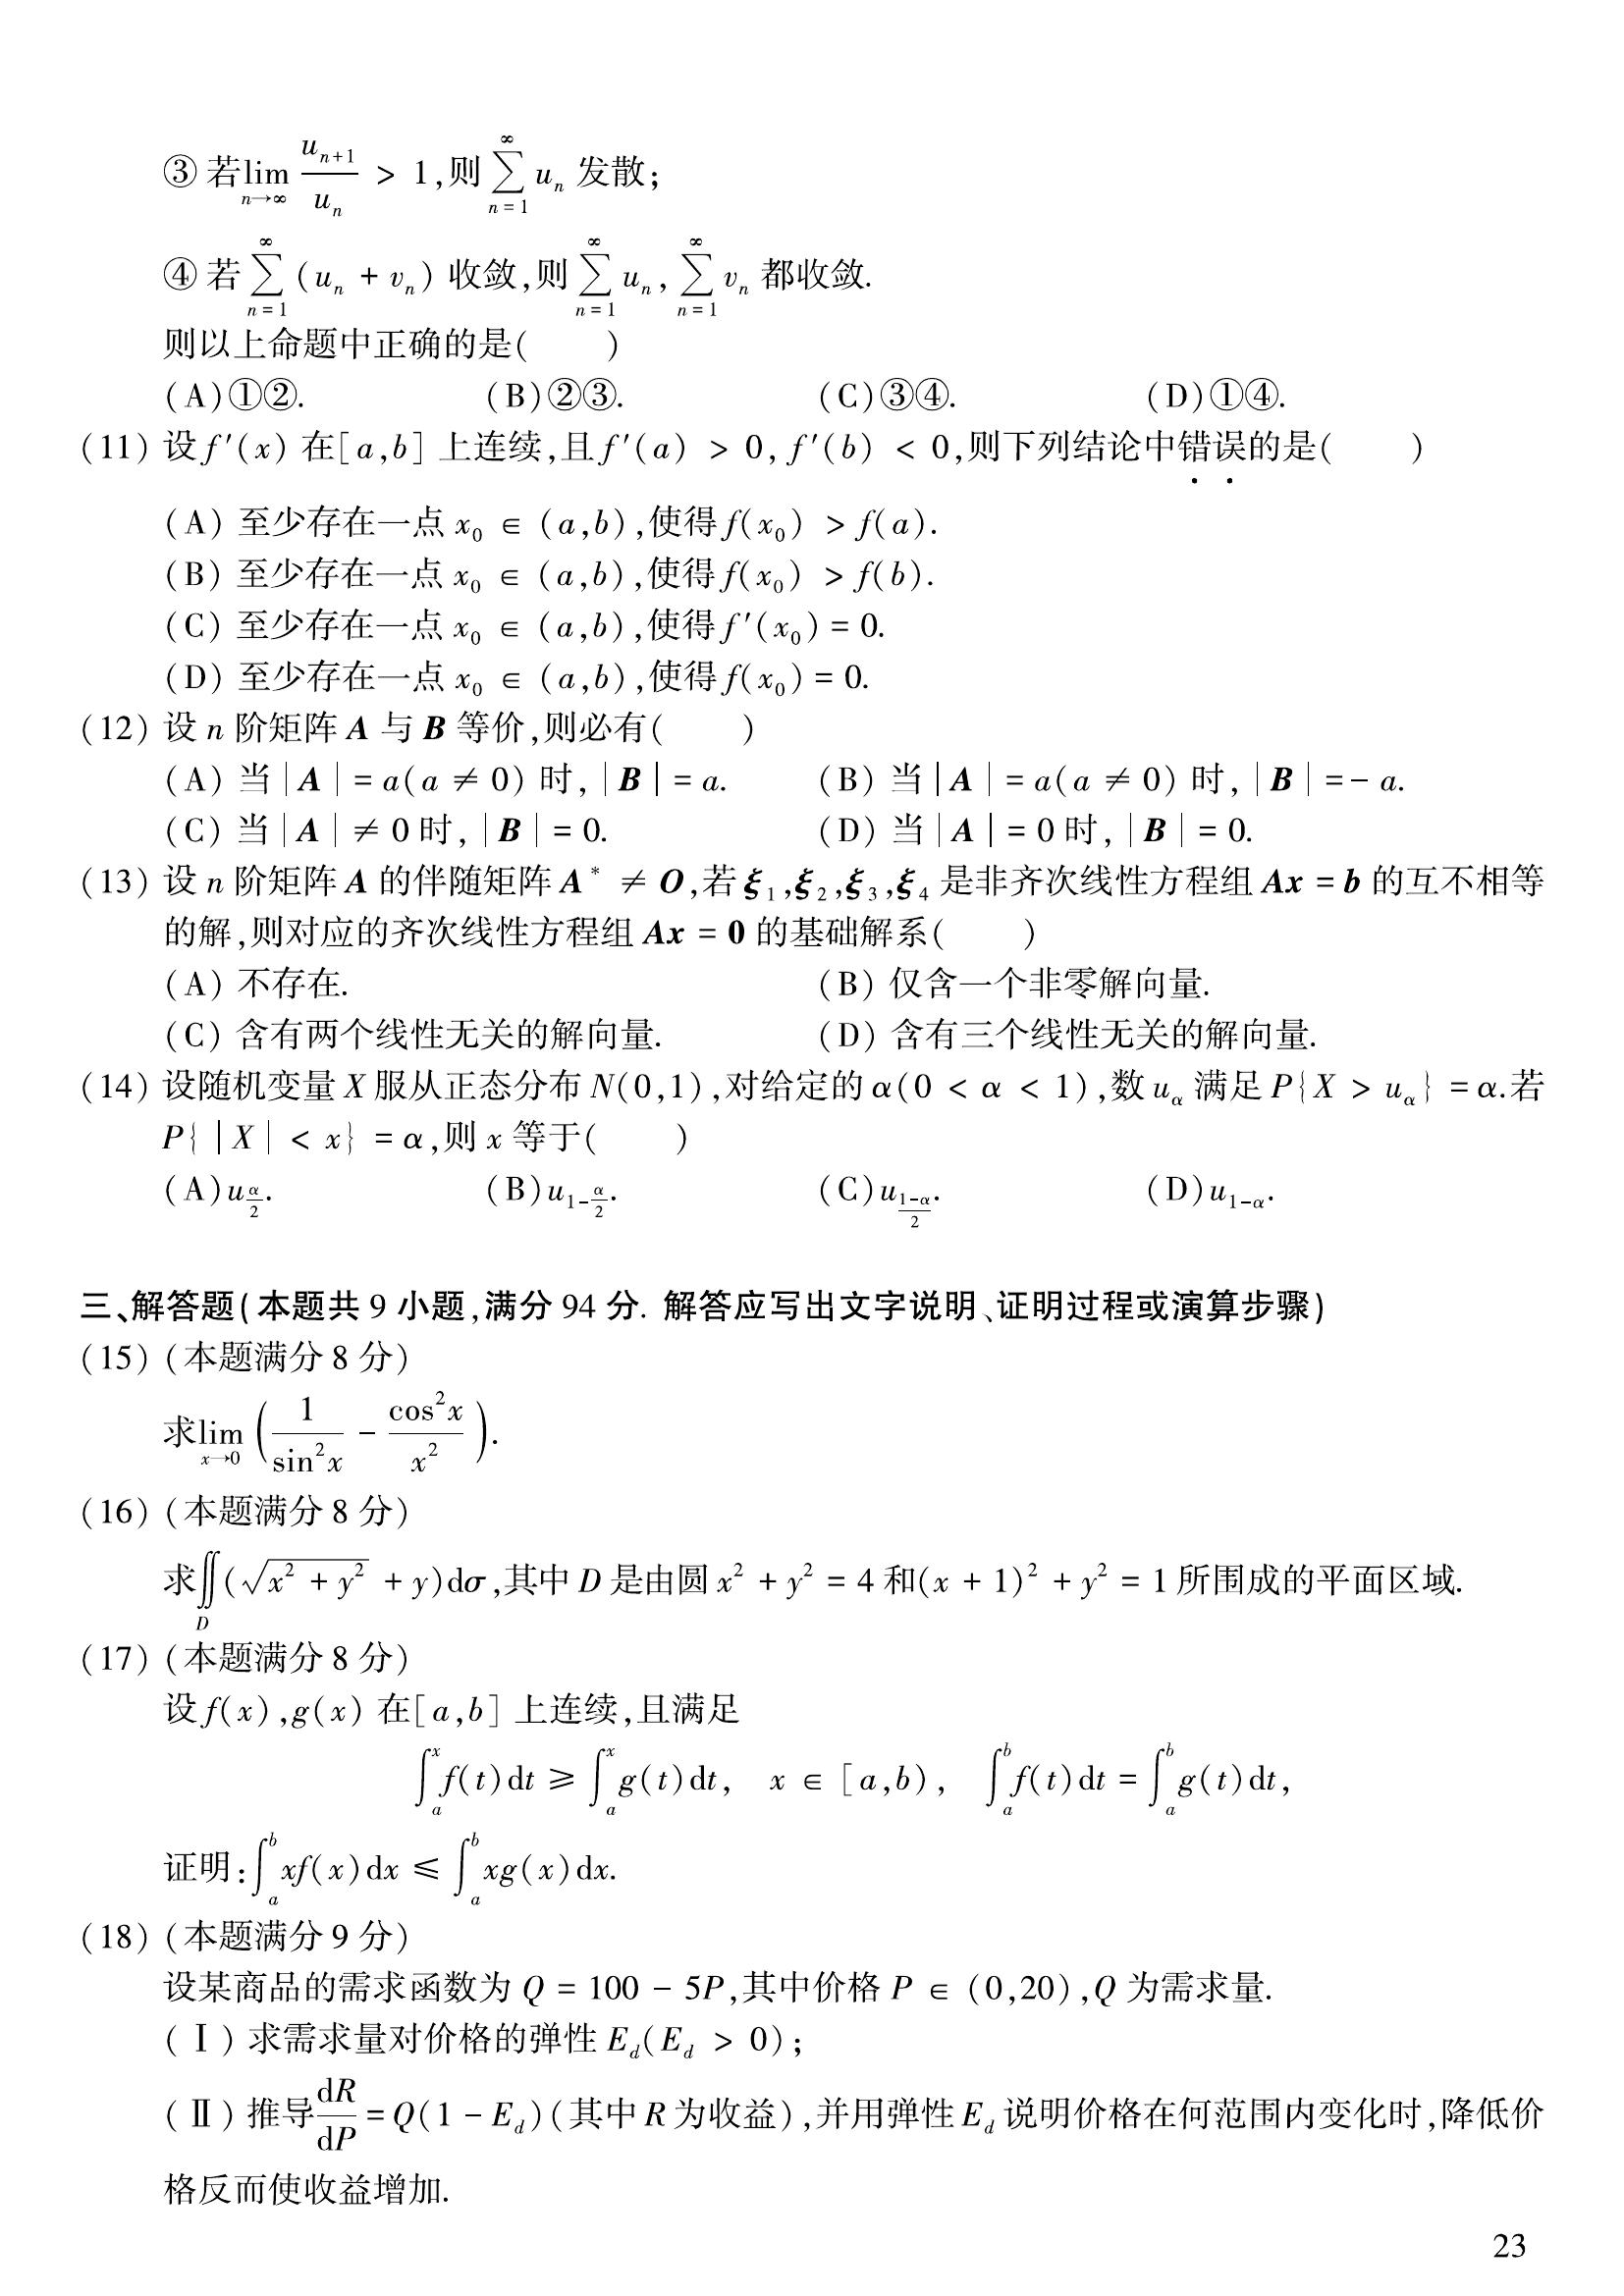 ③ 若$\lim\limits_{n\to\infty}\dfrac{u_{n+1}}{u_n} > 1$,则$\sum\limits_{n=1}^{\infty}u_n$ 发散;
④ 若$\sum\limits_{n=1}^{\infty}(u_n + v_n)$ 收敛,则$\sum\limits_{n=1}^{\infty}u_n$, $\sum\limits_{n=1}^{\infty}v_n$ 都收敛.
则以上命题中正确的是(  )
(A)①②. (B)②③. (C)③④. (D)①④.
(11) 设$f'(x)$ 在$[a,b]$ 上连续,且$f'(a) > 0, f'(b) < 0$,则下列结论中错误的是(  )
(A) 至少存在一点 $x_0 \in (a,b)$,使得$f(x_0) > f(a)$.
(B) 至少存在一点 $x_0 \in (a,b)$,使得$f(x_0) > f(b)$.
(C) 至少存在一点 $x_0 \in (a,b)$,使得$f'(x_0) = 0$.
(D) 至少存在一点 $x_0 \in (a,b)$,使得$f(x_0) = 0$.
(12) 设 $n$ 阶矩阵 $\boldsymbol{A}$ 与 $\boldsymbol{B}$ 等价,则必有(  )
(A) 当$|\boldsymbol{A}| = a(a \neq 0)$ 时,$|\boldsymbol{B}| = a$. (B) 当$|\boldsymbol{A}| = a(a \neq 0)$ 时,$|\boldsymbol{B}| = -a$.
(C) 当$|\boldsymbol{A}| \neq 0$ 时,$|\boldsymbol{B}| = 0$. (D) 当$|\boldsymbol{A}| = 0$ 时,$|\boldsymbol{B}| = 0$.
(13) 设 $n$ 阶矩阵 $\boldsymbol{A}$ 的伴随矩阵 $\boldsymbol{A}^* \neq \boldsymbol{O}$,若 $\boldsymbol{\xi}_1,\boldsymbol{\xi}_2,\boldsymbol{\xi}_3,\boldsymbol{\xi}_4$ 是非齐次线性方程组 $\boldsymbol{Ax} = \boldsymbol{b}$ 的互不相等
的解,则对应的齐次线性方程组 $\boldsymbol{Ax} = \boldsymbol{0}$ 的基础解系(  )
(A) 不存在. (B) 仅含一个非零解向量.
(C) 含有两个线性无关的解向量. (D) 含有三个线性无关的解向量.
(14) 设随机变量 $X$ 服从正态分布 $N(0,1)$,对给定的 $\alpha(0 < \alpha < 1)$,数 $u_\alpha$ 满足 $P\{X > u_\alpha\} = \alpha$.若
$P\{|X| < x\} = \alpha$,则 $x$ 等于(  )
(A)$u_{\frac{\alpha}{2}}$. (B)$u_{1-\frac{\alpha}{2}}$. (C)$u_{\frac{1-\alpha}{2}}$. (D)$u_{1-\alpha}$.
三、解答题(本题共 9 小题,满分 94 分. 解答应写出文字说明、证明过程或演算步骤)
(15) (本题满分 8 分)
求$\lim\limits_{x\to 0}\left(\dfrac{1}{\sin^2 x} - \dfrac{\cos^2 x}{x^2}\right)$.
(16) (本题满分 8 分)
求$\iint\limits_{D}(\sqrt{x^2 + y^2} + y)\mathrm{d}\sigma$,其中 $D$ 是由圆 $x^2 + y^2 = 4$ 和$(x + 1)^2 + y^2 = 1$ 所围成的平面区域.
(17) (本题满分 8 分)
设$f(x),g(x)$ 在$[a,b]$ 上连续,且满足
$\int_a^x f(t)\mathrm{d}t \geqslant \int_a^x g(t)\mathrm{d}t, \quad x \in [a,b), \quad \int_a^b f(t)\mathrm{d}t = \int_a^b g(t)\mathrm{d}t,$
证明:$\int_a^b xf(x)\mathrm{d}x \leqslant \int_a^b xg(x)\mathrm{d}x$.
(18) (本题满分 9 分)
设某商品的需求函数为 $Q = 100 - 5P$,其中价格 $P \in (0,20)$,$Q$ 为需求量.
(Ⅰ) 求需求量对价格的弹性 $E_d(E_d > 0)$;
(Ⅱ) 推导$\dfrac{\mathrm{d}R}{\mathrm{d}P} = Q(1 - E_d)$(其中 $R$ 为收益),并用弹性 $E_d$ 说明价格在何范围内变化时,降低价
格反而使收益增加.
23